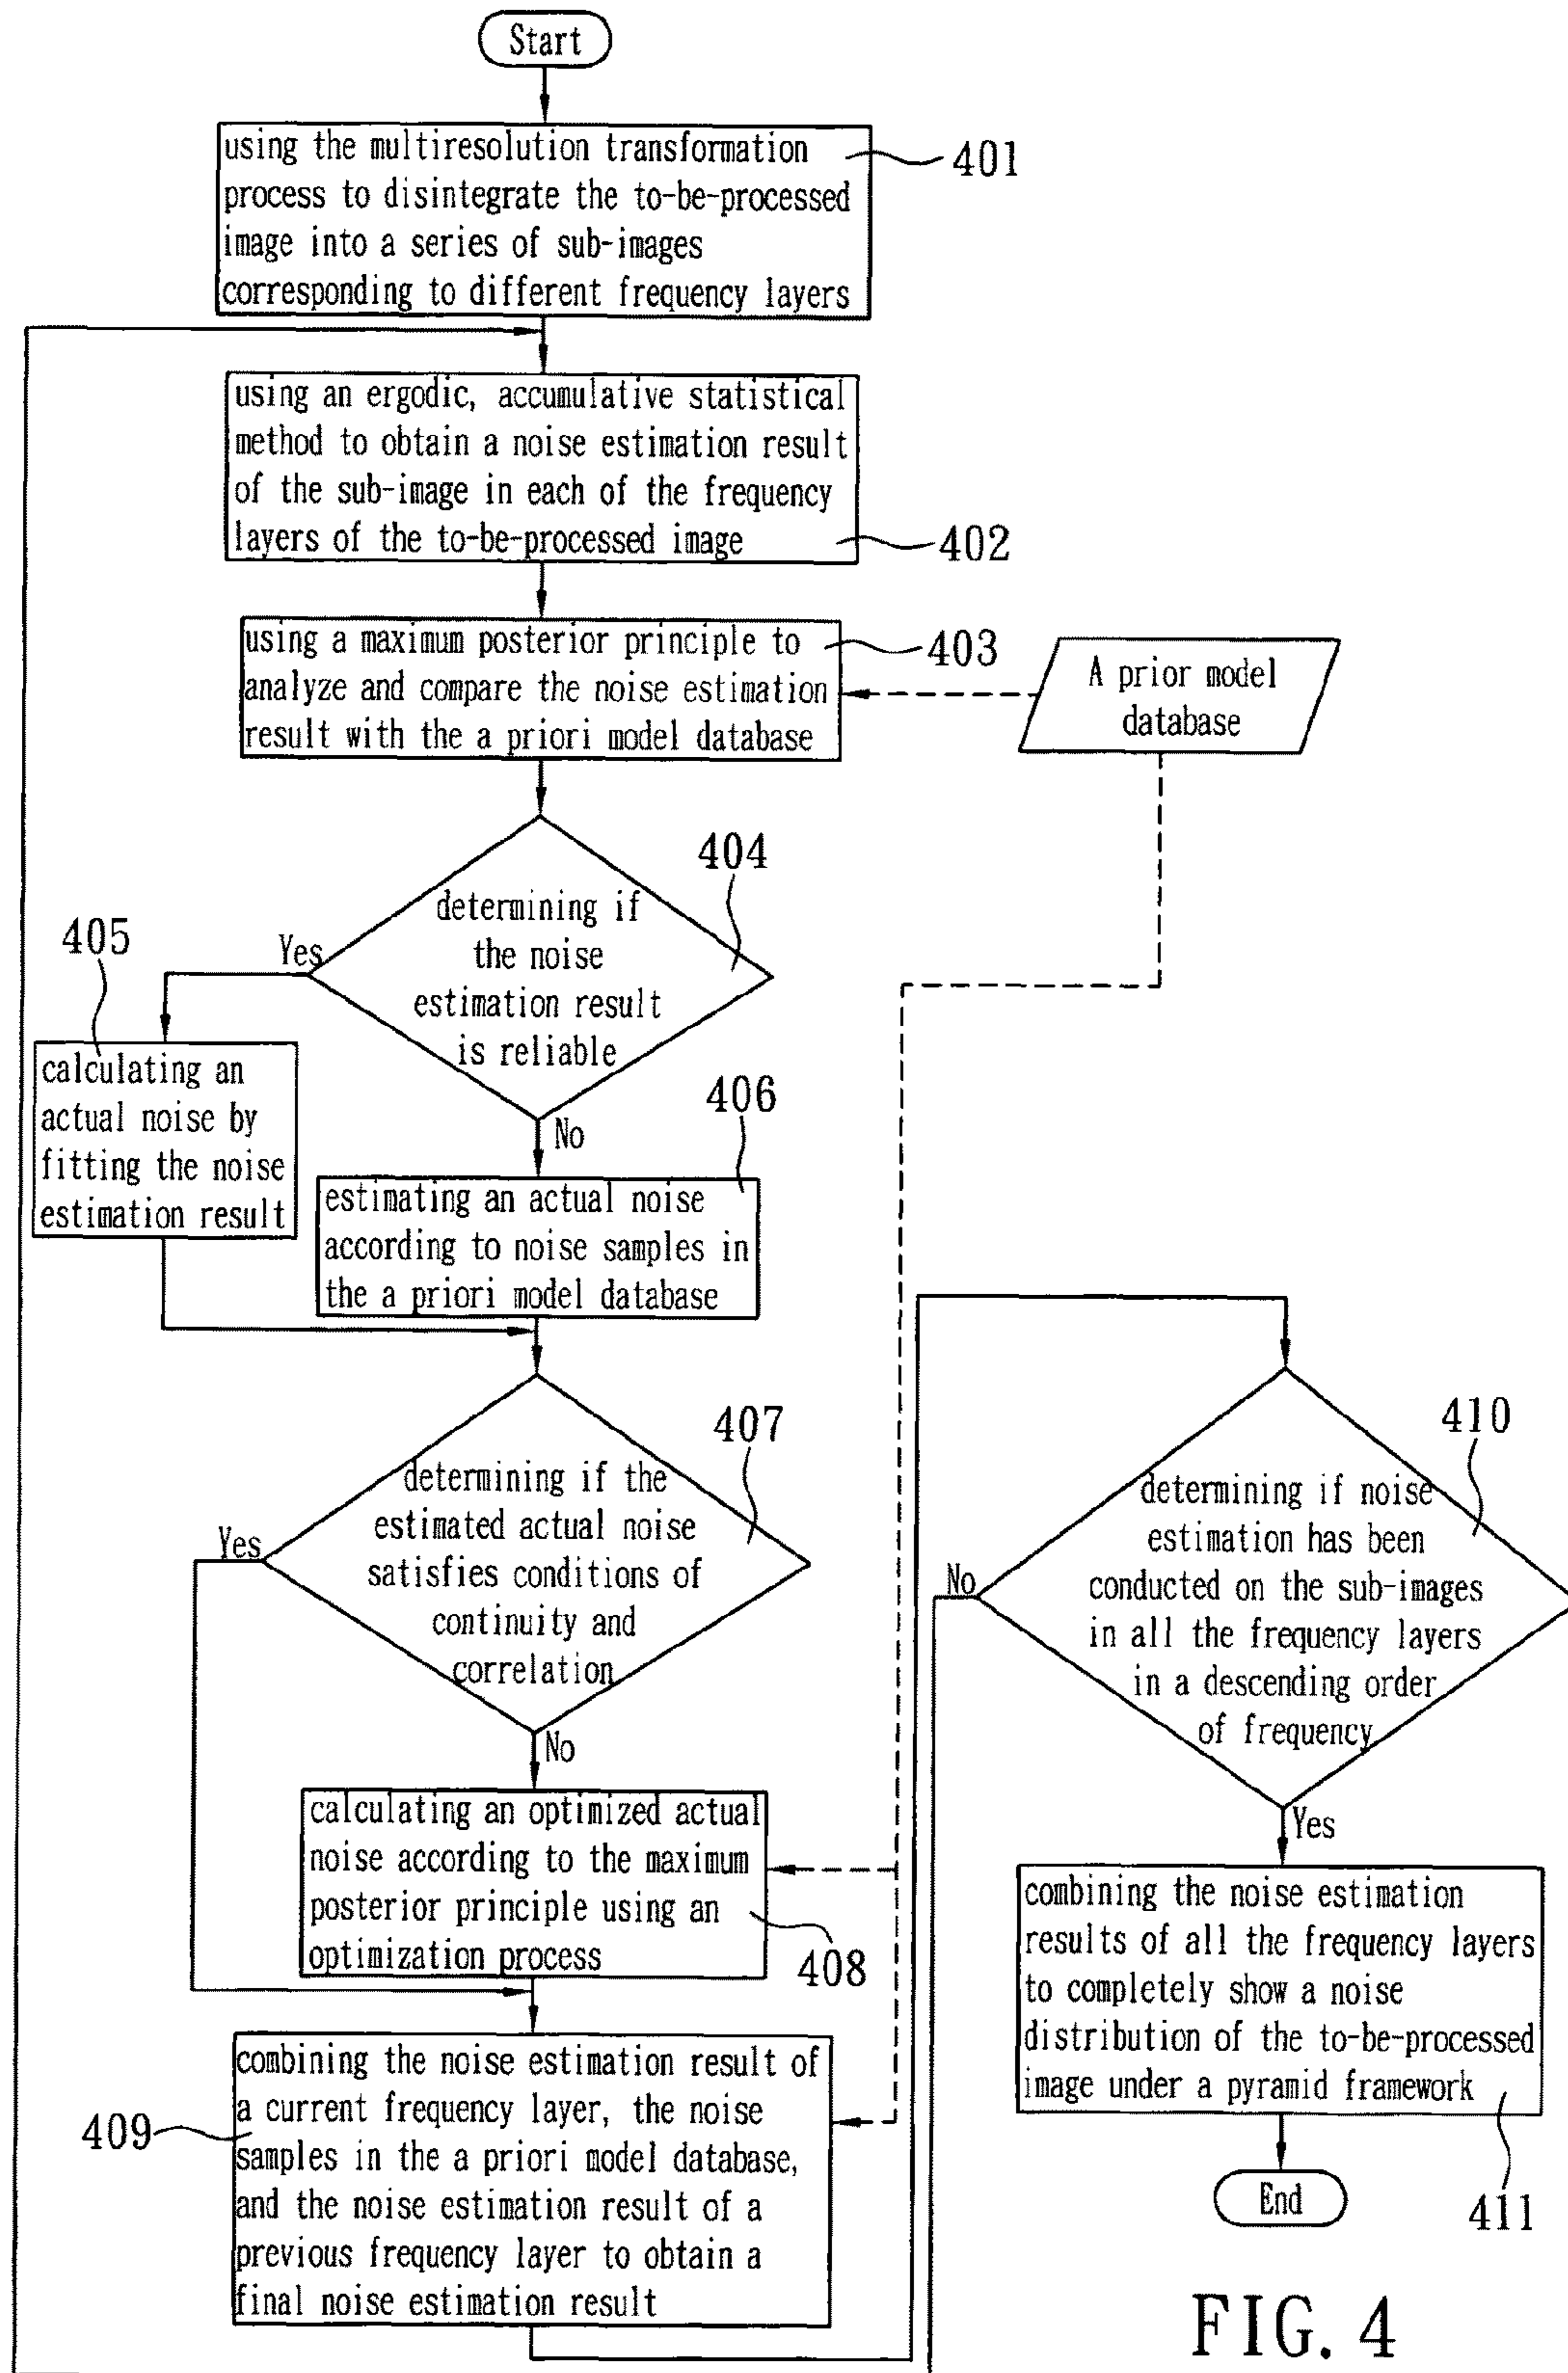 Start
using the multiresolution transformation
process to disintegrate the to-be-processed
image into a series of sub-images
corresponding to different frequency layers
401
using an ergodic, accumulative statistical
method to obtain a noise estimation result
of the sub-image in each of the frequency
layers of the to-be-processed image
402
using a maximum posterior principle to
analyze and compare the noise estimation
result with the a priori model database
403
A prior model
database
404
determining if
the noise
estimation result
is reliable
Yes
No
405
calculating an
actual noise by
fitting the noise
estimation result
406
estimating an actual noise
according to noise samples in
the a priori model database
407
determining if the
estimated actual noise
satisfies conditions of
continuity and
correlation
Yes
No
calculating an optimized actual
noise according to the maximum
posterior principle using an
optimization process
408
combining the noise estimation result of
a current frequency layer, the noise
samples in the a priori model database,
and the noise estimation result of a
previous frequency layer to obtain a
final noise estimation result
409
410
determining if noise
estimation has been
conducted on the sub-images
in all the frequency layers
in a descending order
of frequency
No
Yes
combining the noise estimation
results of all the frequency layers
to completely show a noise
distribution of the to-be-processed
image under a pyramid framework
411
End
FIG. 4